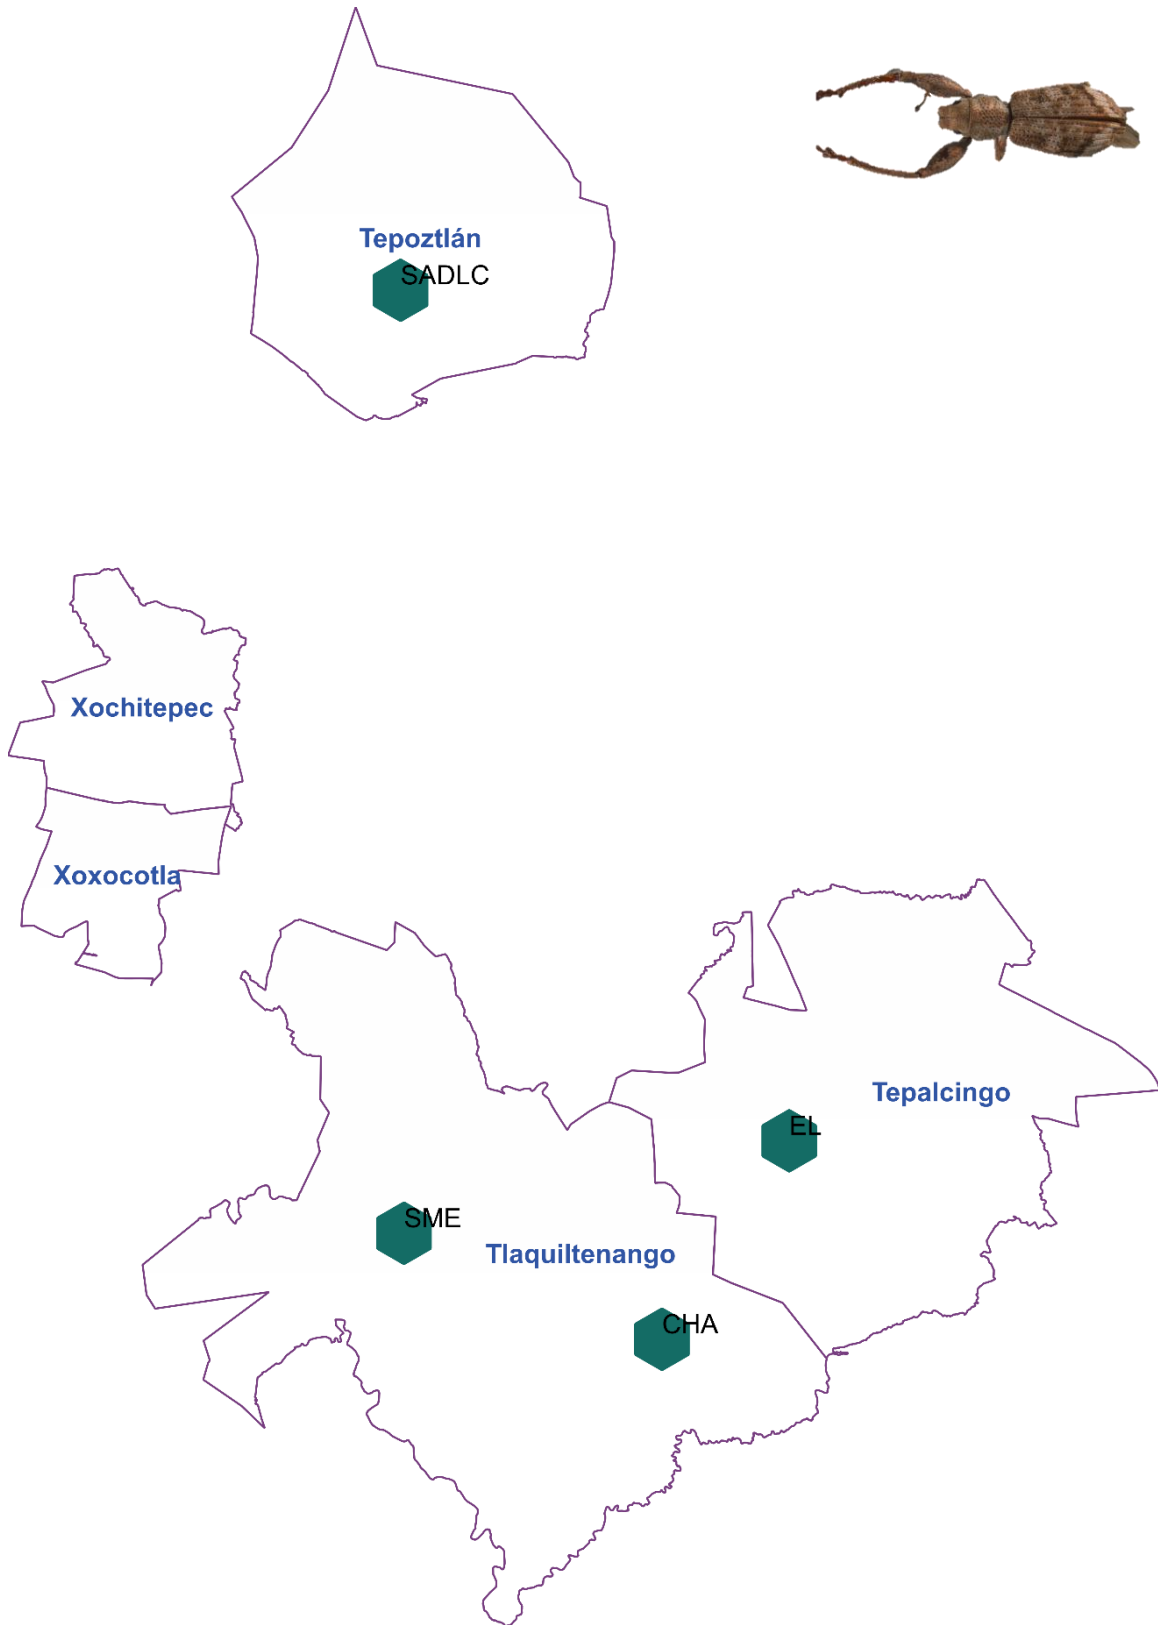 Tepoztlán
SADLC
Xochitepec
Xoxocotla
Tepalcingo
EL
SME
Tlaquiltenango
CHA